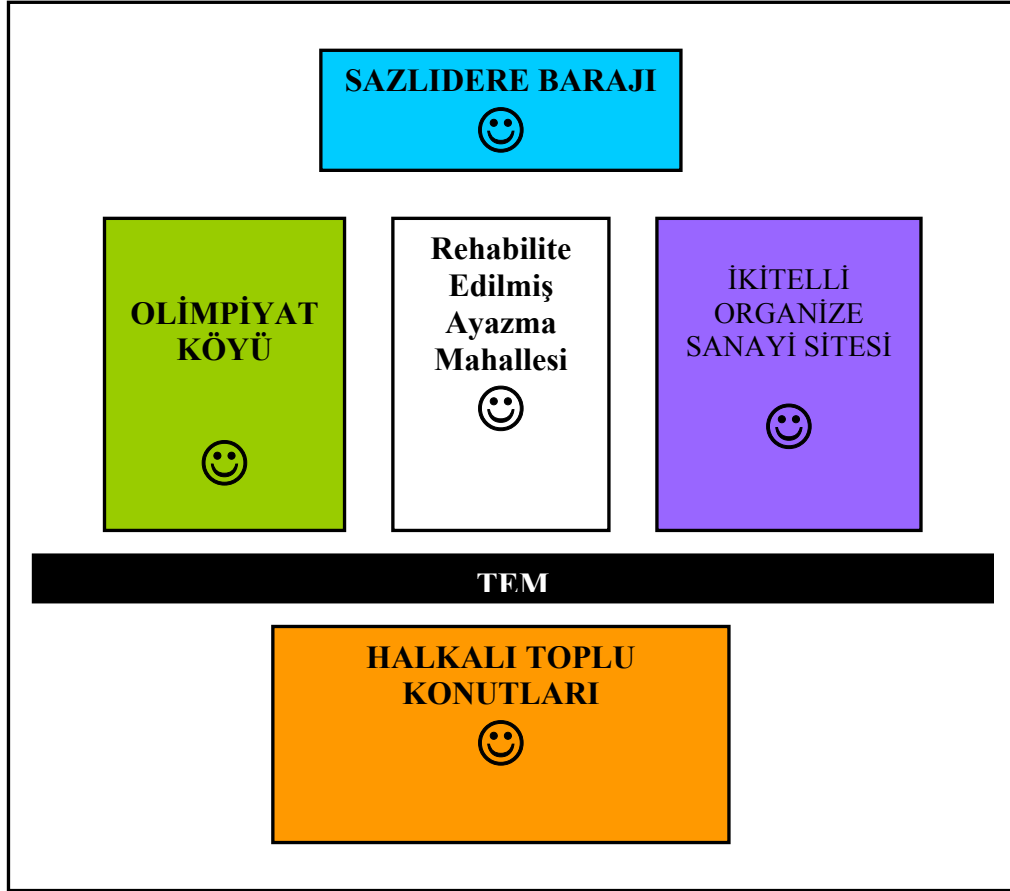 SAZLIDERE BARAJI
OLİMPİYAT
KÖYÜ
Rehabilite
Edilmiş
Ayazma
Mahallesi
İKİTELLİ
ORGANİZE
SANAYİ SİTESİ
TEM
HALKALI TOPLU
KONUTLARI